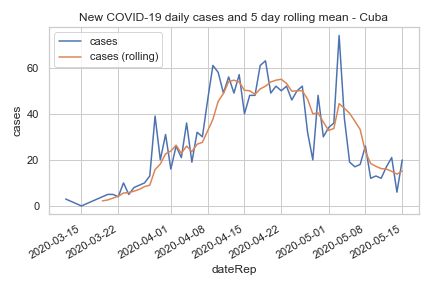 New COVID-19 daily cases and 5 day rolling mean - Cuba
cases
cases (rolling)
60
40
20
0
cases
2020-03-15
2020-03-22
2020-04-01
2020-04-08
2020-04-15
2020-04-22
2020-05-01
2020-05-08
2020-05-15
dateRep